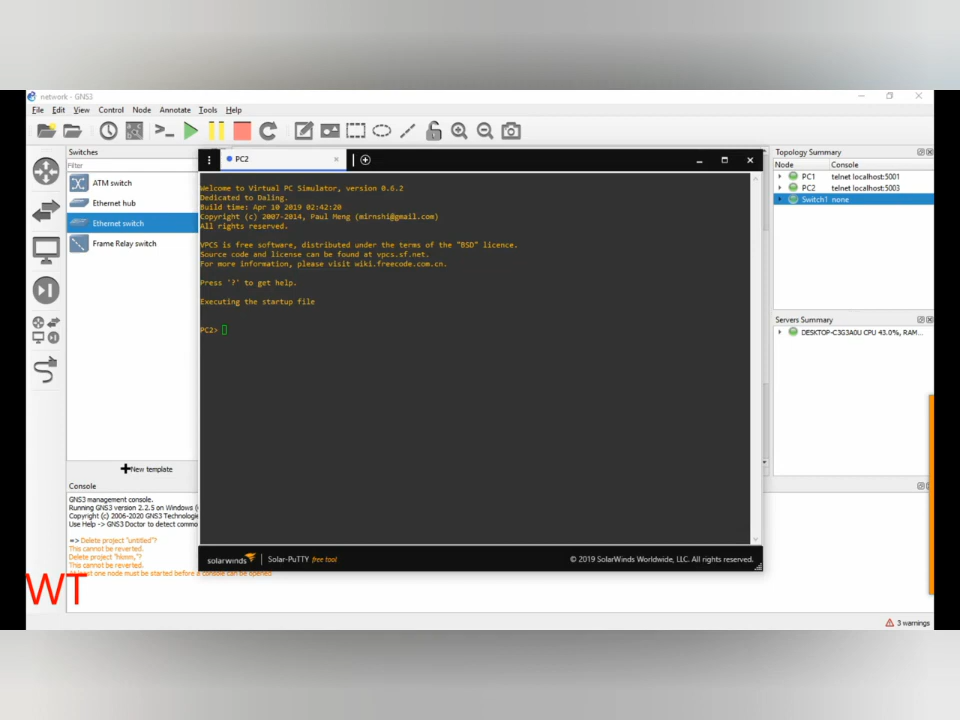 network - GNS3
File Edit View Control Node Annotate Tools Help
Switches
Filter
ATM switch
Ethernet hub
Ethernet switch
Frame Relay switch
New template
PC2
Welcome to Virtual PC Simulator, version 0.6.2
Dedicated to Daling.
Build time: Apr 10 2019 02:42:20
Copyright (c) 2007-2014, Paul Meng (mirnshi@gmail.com)
All rights reserved.
VPCS is free software, distributed under the terms of the "BSD" licence.
Source code and license can be found at vpcs.sf.net.
For more information, please visit wiki.freecode.com.cn.
Press '?' to get help.
Executing the startup file
PC2>
solarwinds Solar-PuTTY free tool
© 2019 SolarWinds Worldwide, LLC. All rights reserved.
Topology Summary
Node Console
PC1 telnet localhost:5001
PC2 telnet localhost:5003
Switch1 none
Servers Summary
DESKTOP-C3G3A0U CPU 43.0%, RAM...
Console
GNS3 management console.
Running GNS3 version 2.2.5 on Windows (
Copyright (c) 2006-2020 GNS3 Technologie
Use Help -> GNS3 Doctor to detect commo
=> Delete project 'untitled'?
This cannot be reverted.
This cannot be reverted.
At least one node must be started before a console can be opened
WT
3 warnings